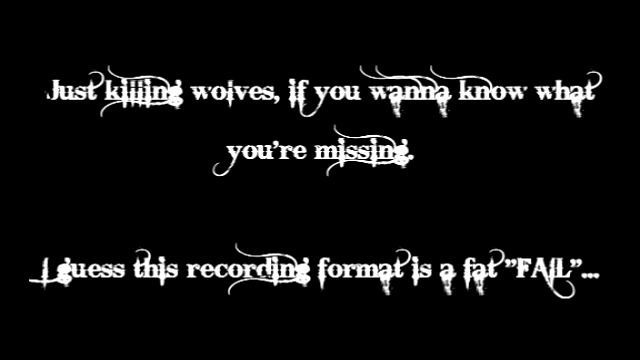 Just killing wolves, if you wanna know what
you're missing.
I guess this recording format is a fat "FAIL"...